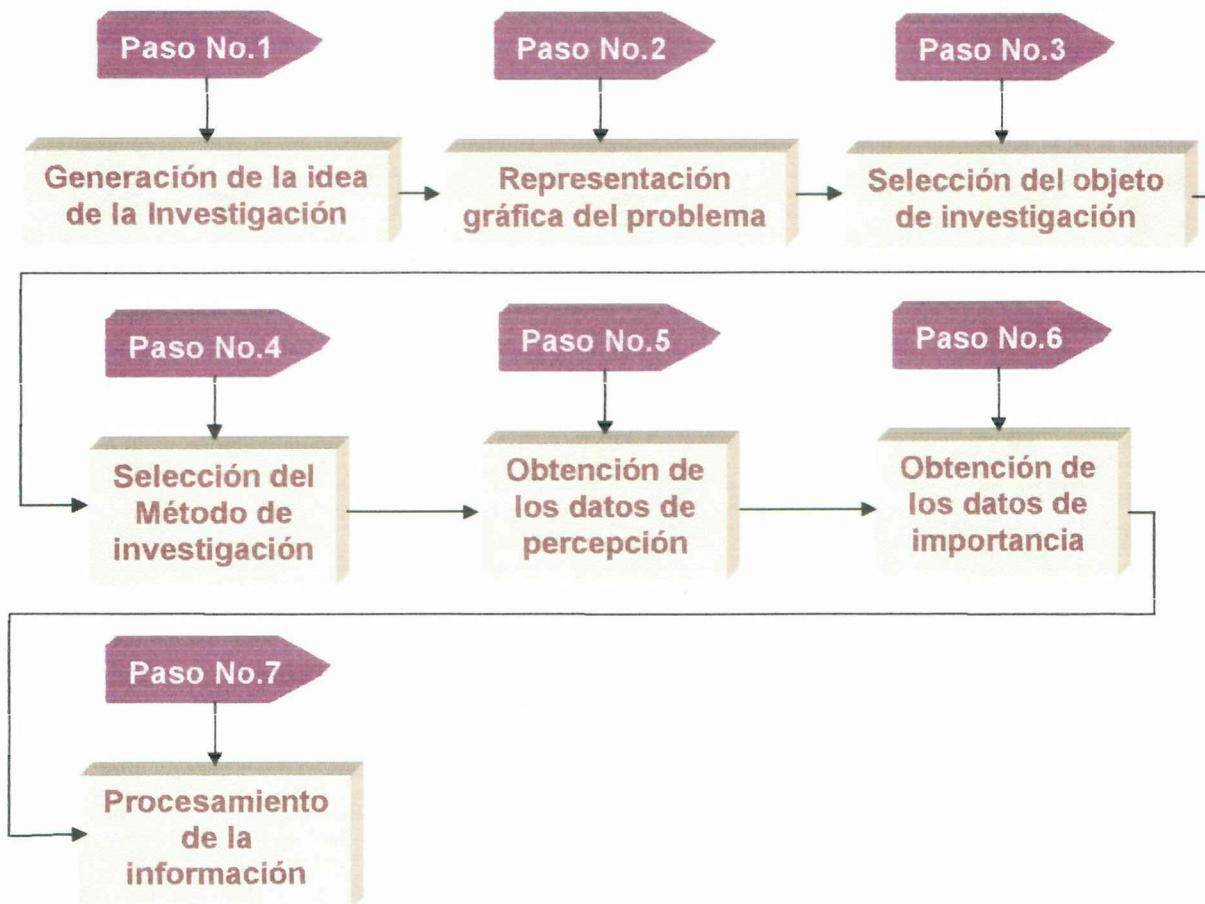 Paso No.1
Paso No.2
Paso No.3
Generación de la idea
de la Investigación
Representación
gráfica del problema
Selección del objeto
de investigación
Paso No.4
Paso No.5
Paso No.6
Selección del
Método de
investigación
Obtención de
los datos de
percepción
Obtención de
los datos de
importancia
Paso No.7
Procesamiento
de la
información